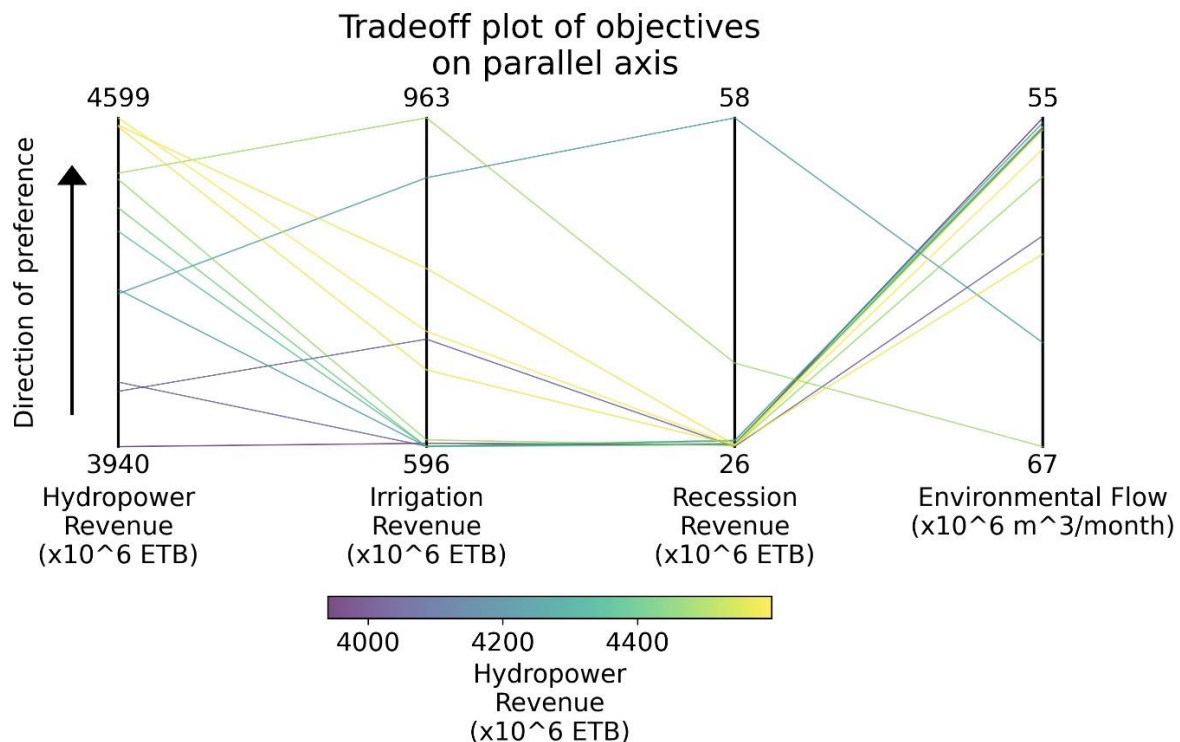 Tradeoff plot of objectives
on parallel axis
4599
963
58
55
Direction of preference
3940
596
26
67
Hydropower
Revenue
(x10^6 ETB)
Irrigation
Revenue
(x10^6 ETB)
Recession
Revenue
(x10^6 ETB)
Environmental Flow
(x10^6 m^3/month)
4000
4200
4400
Hydropower
Revenue
(x10^6 ETB)